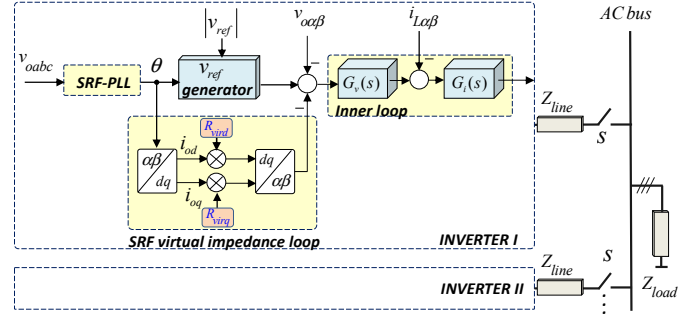 |v_ref|
v_oαβ
i_Lαβ
AC bus
v_oabc
SRF-PLL
θ
v_ref
generator
G_v(s)
G_i(s)
Inner loop
Z_line
s
R_vird
αβ
dq
i_od
i_oq
dq
αβ
R_virq
SRF virtual impedance loop
INVERTER I
Z_line
s
Z_load
INVERTER II